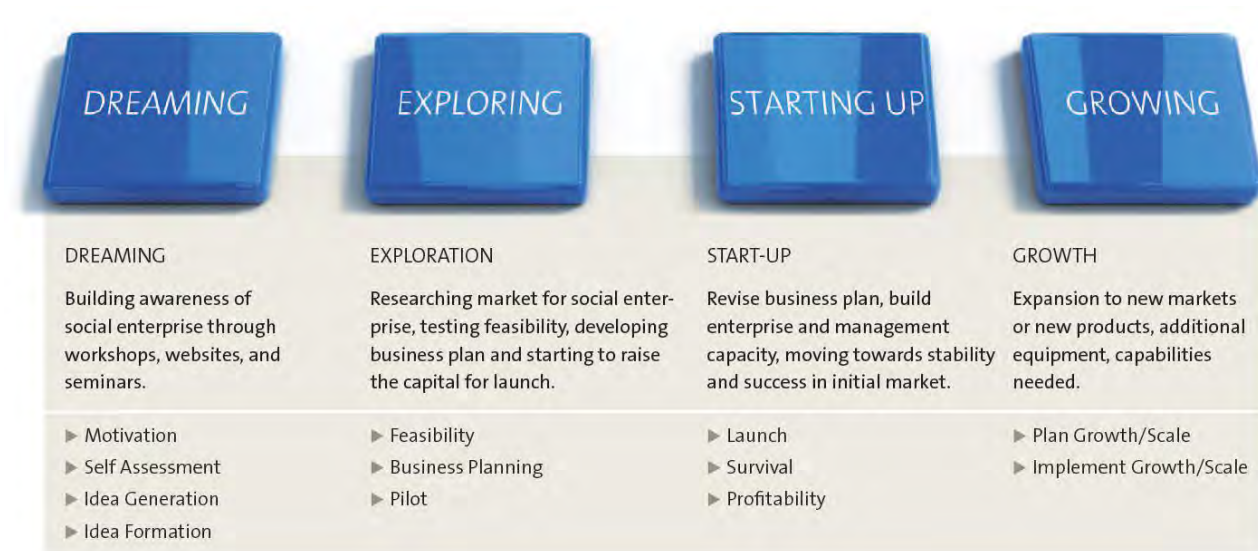 DREAMING
EXPLORING
STARTING UP
GROWING
DREAMING
Building awareness of
social enterprise through
workshops, websites, and
seminars.
▶ Motivation
▶ Self Assessment
▶ Idea Generation
▶ Idea Formation
EXPLORATION
Researching market for social enter-
prise, testing feasibility, developing
business plan and starting to raise
the capital for launch.
▶ Feasibility
▶ Business Planning
▶ Pilot
START-UP
Revise business plan, build
enterprise and management
capacity, moving towards stability
and success in initial market.
▶ Launch
▶ Survival
▶ Profitability
GROWTH
Expansion to new markets
or new products, additional
equipment, capabilities
needed.
▶ Plan Growth/Scale
▶ Implement Growth/Scale